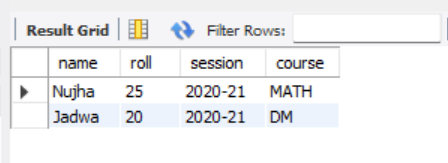 Result Grid Filter Rows:
name roll session course
Nujha 25 2020-21 MATH
Jadwa 20 2020-21 DM